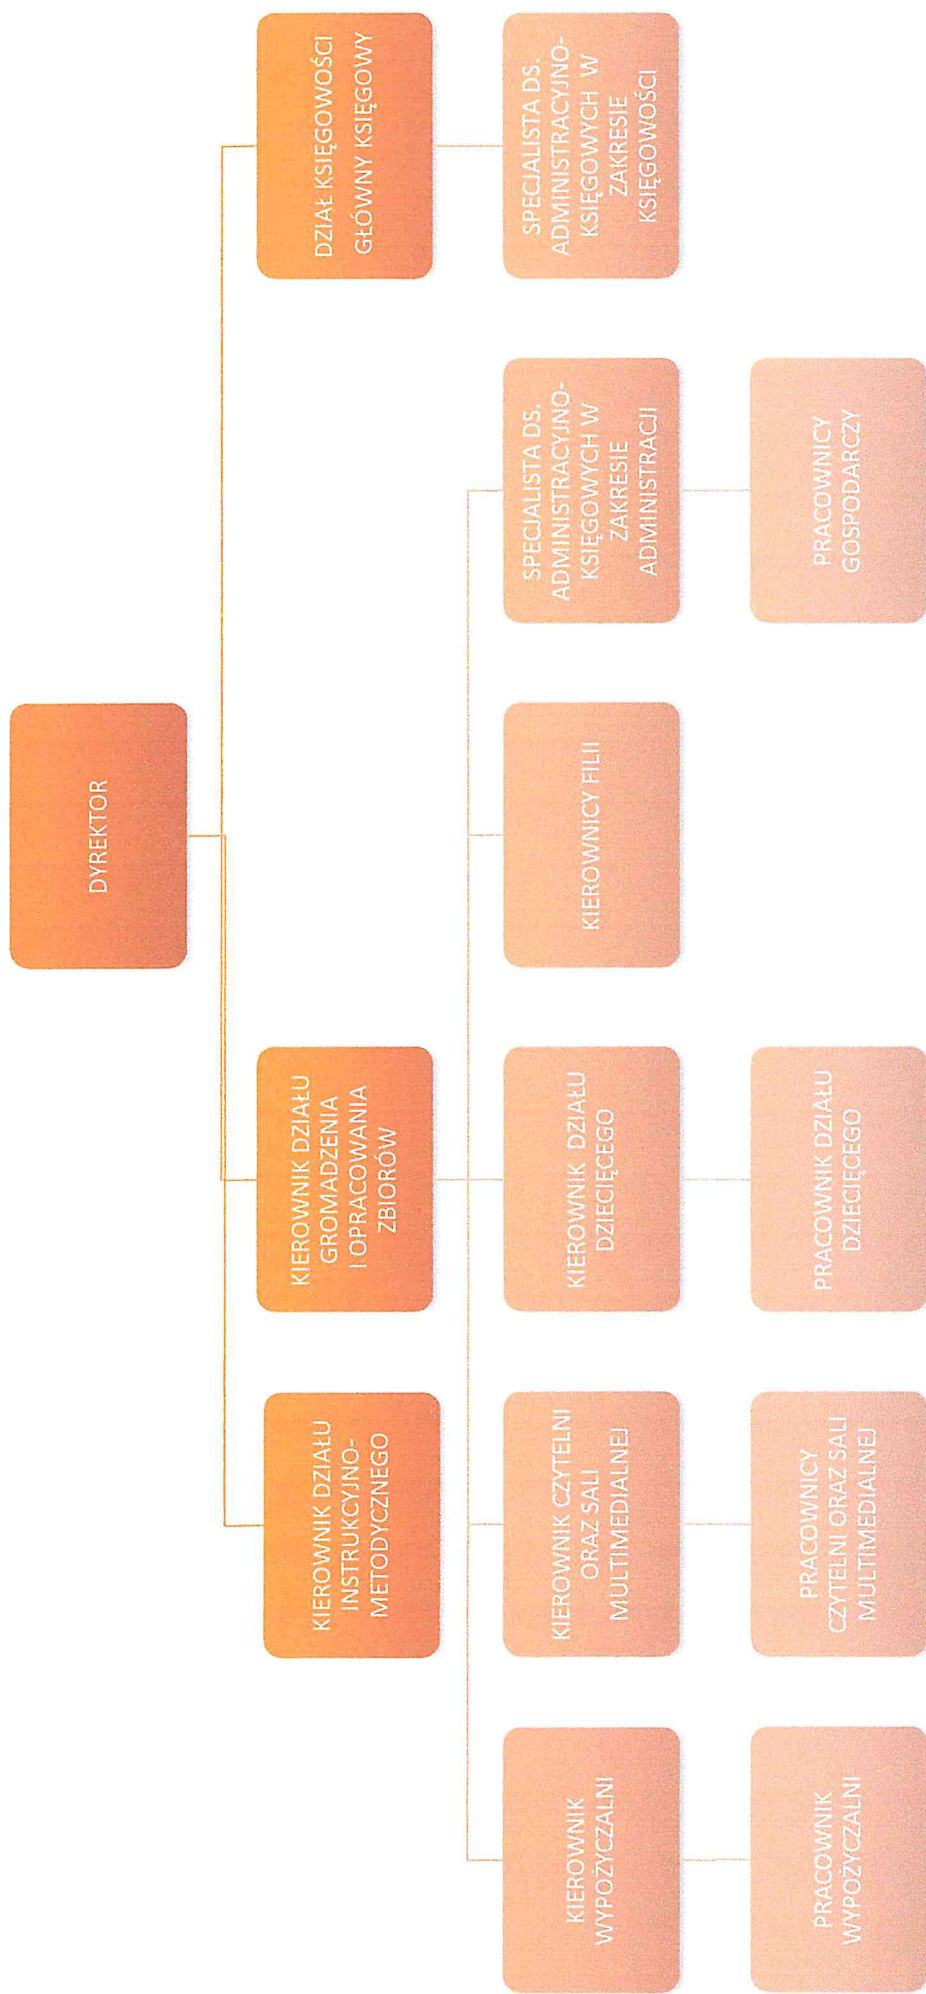 DYREKTOR
KIEROWNIK DZIAŁU
INSTRUKCYJNO-
METODYCZNEGO
KIEROWNIK DZIAŁU
GROMADZENIA
I OPRACOWANIA
ZBIORÓW
DZIAŁ KSIĘGOWOŚCI
GŁÓWNY KSIĘGOWY
KIEROWNIK
WYPOŻYCZALNI
KIEROWNIK CZYTELNI
ORAZ SALI
MULTIMEDIALNEJ
KIEROWNIK DZIAŁU
DZIECIĘCEGO
KIEROWNICY FILII
SPECJALISTA DS.
ADMINISTRACYJNO-
KSIĘGOWYCH W
ZAKRESIE
ADMINISTRACJI
SPECJALISTA DS.
ADMINISTRACYJNO-
KSIĘGOWYCH W
ZAKRESIE
KSIĘGOWOŚCI
PRACOWNIK
WYPOŻYCZALNI
PRACOWNICY
CZYTELNI ORAZ SALI
MULTIMEDIALNEJ
PRACOWNIK DZIAŁU
DZIECIĘCEGO
PRACOWNICY
GOSPODARCZY